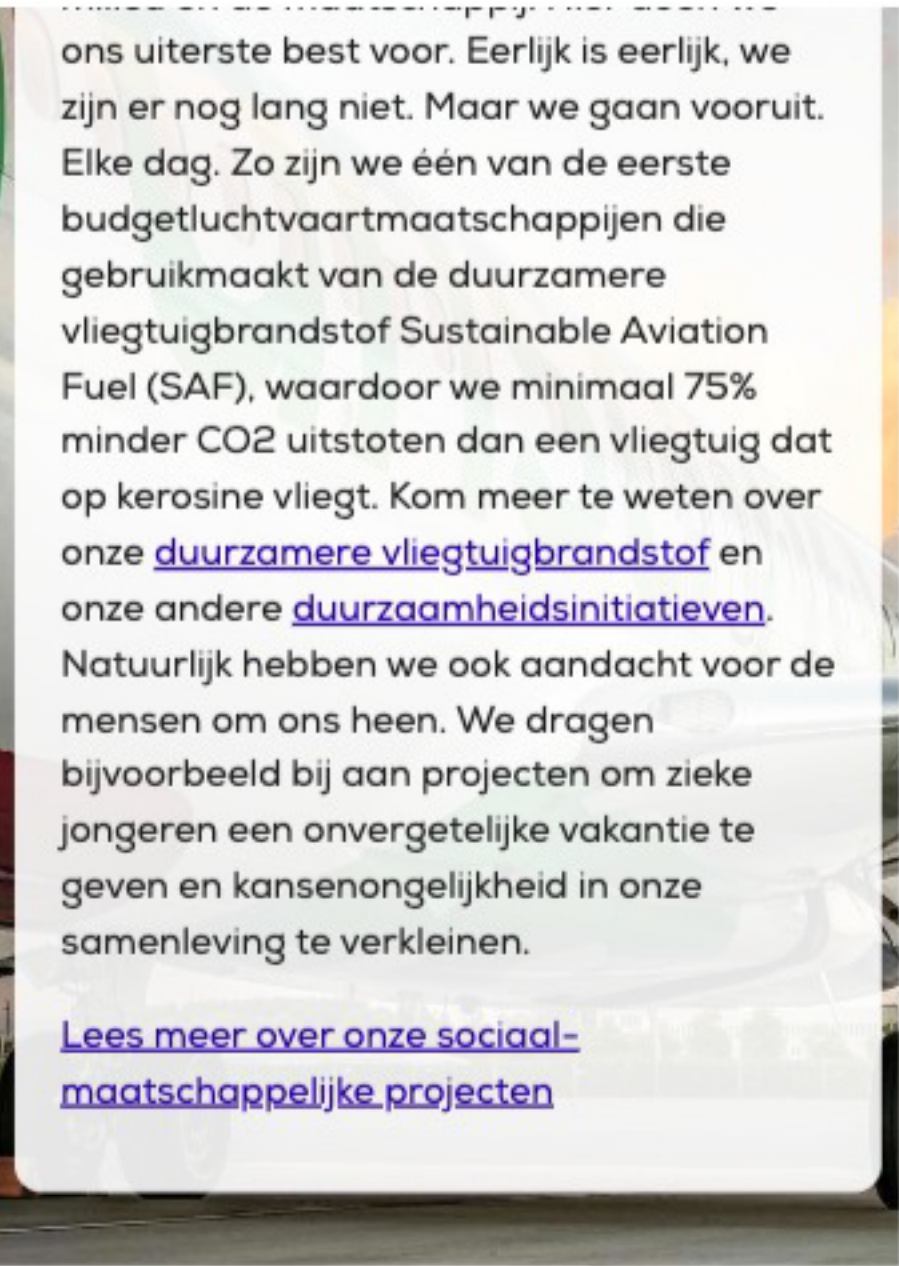 ons uiterste best voor. Eerlijk is eerlijk, we
zijn er nog lang niet. Maar we gaan vooruit.
Elke dag. Zo zijn we één van de eerste
budgetluchtvaartmaatschappijen die
gebruikmaakt van de duurzamere
vliegtuigbrandstof Sustainable Aviation
Fuel (SAF), waardoor we minimaal 75%
minder CO2 uitstoten dan een vliegtuig dat
op kerosine vliegt. Kom meer te weten over
onze duurzamere vliegtuigbrandstof en
onze andere duurzaamheidsinitiatieven.
Natuurlijk hebben we ook aandacht voor de
mensen om ons heen. We dragen
bijvoorbeeld bij aan projecten om zieke
jongeren een onvergetelijke vakantie te
geven en kansenongelijkheid in onze
samenleving te verkleinen.
Lees meer over onze sociaal-
maatschappelijke projecten